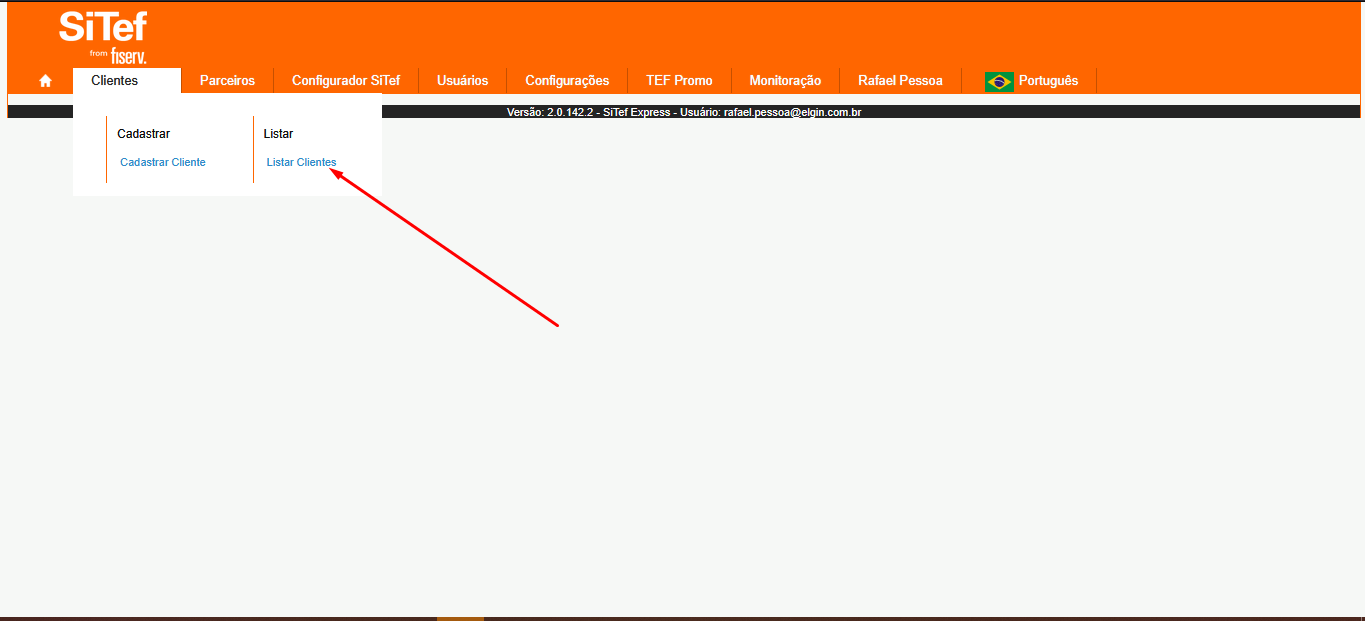 SiTef
from fiserv.
Clientes Parceiros Configurador SiTef Usuários Configurações TEF Promo Monitoração Rafael Pessoa Português
Versão: 2.0.142.2 - SiTef Express - Usuário: rafael.pessoa@elgin.com.br
Cadastrar Listar
Cadastrar Cliente Listar Clientes